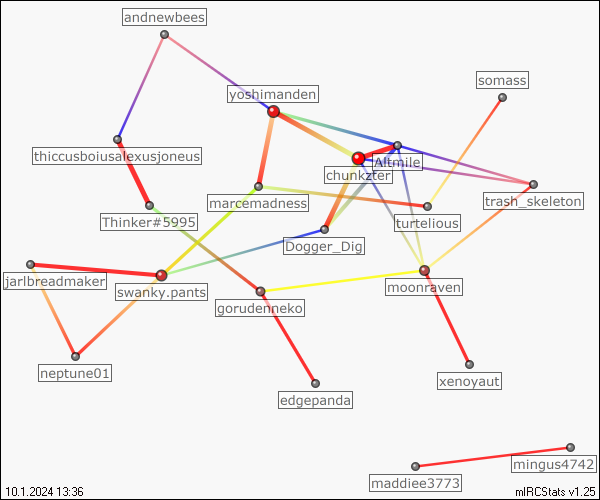 andnewbees
somass
yoshimanden
thiccusboiusalexusjoneus
Altmile
chunkzter
marcemadness
trash_skeleton
Thinker#5995
turtelious
Dogger_Dig
jarlbreadmaker
swanky.pants
moonraven
gorudenneko
neptune01
xenoyaut
edgepanda
mingus4742
maddiee3773
10.1.2024 13:36
mIRCStats v1.25